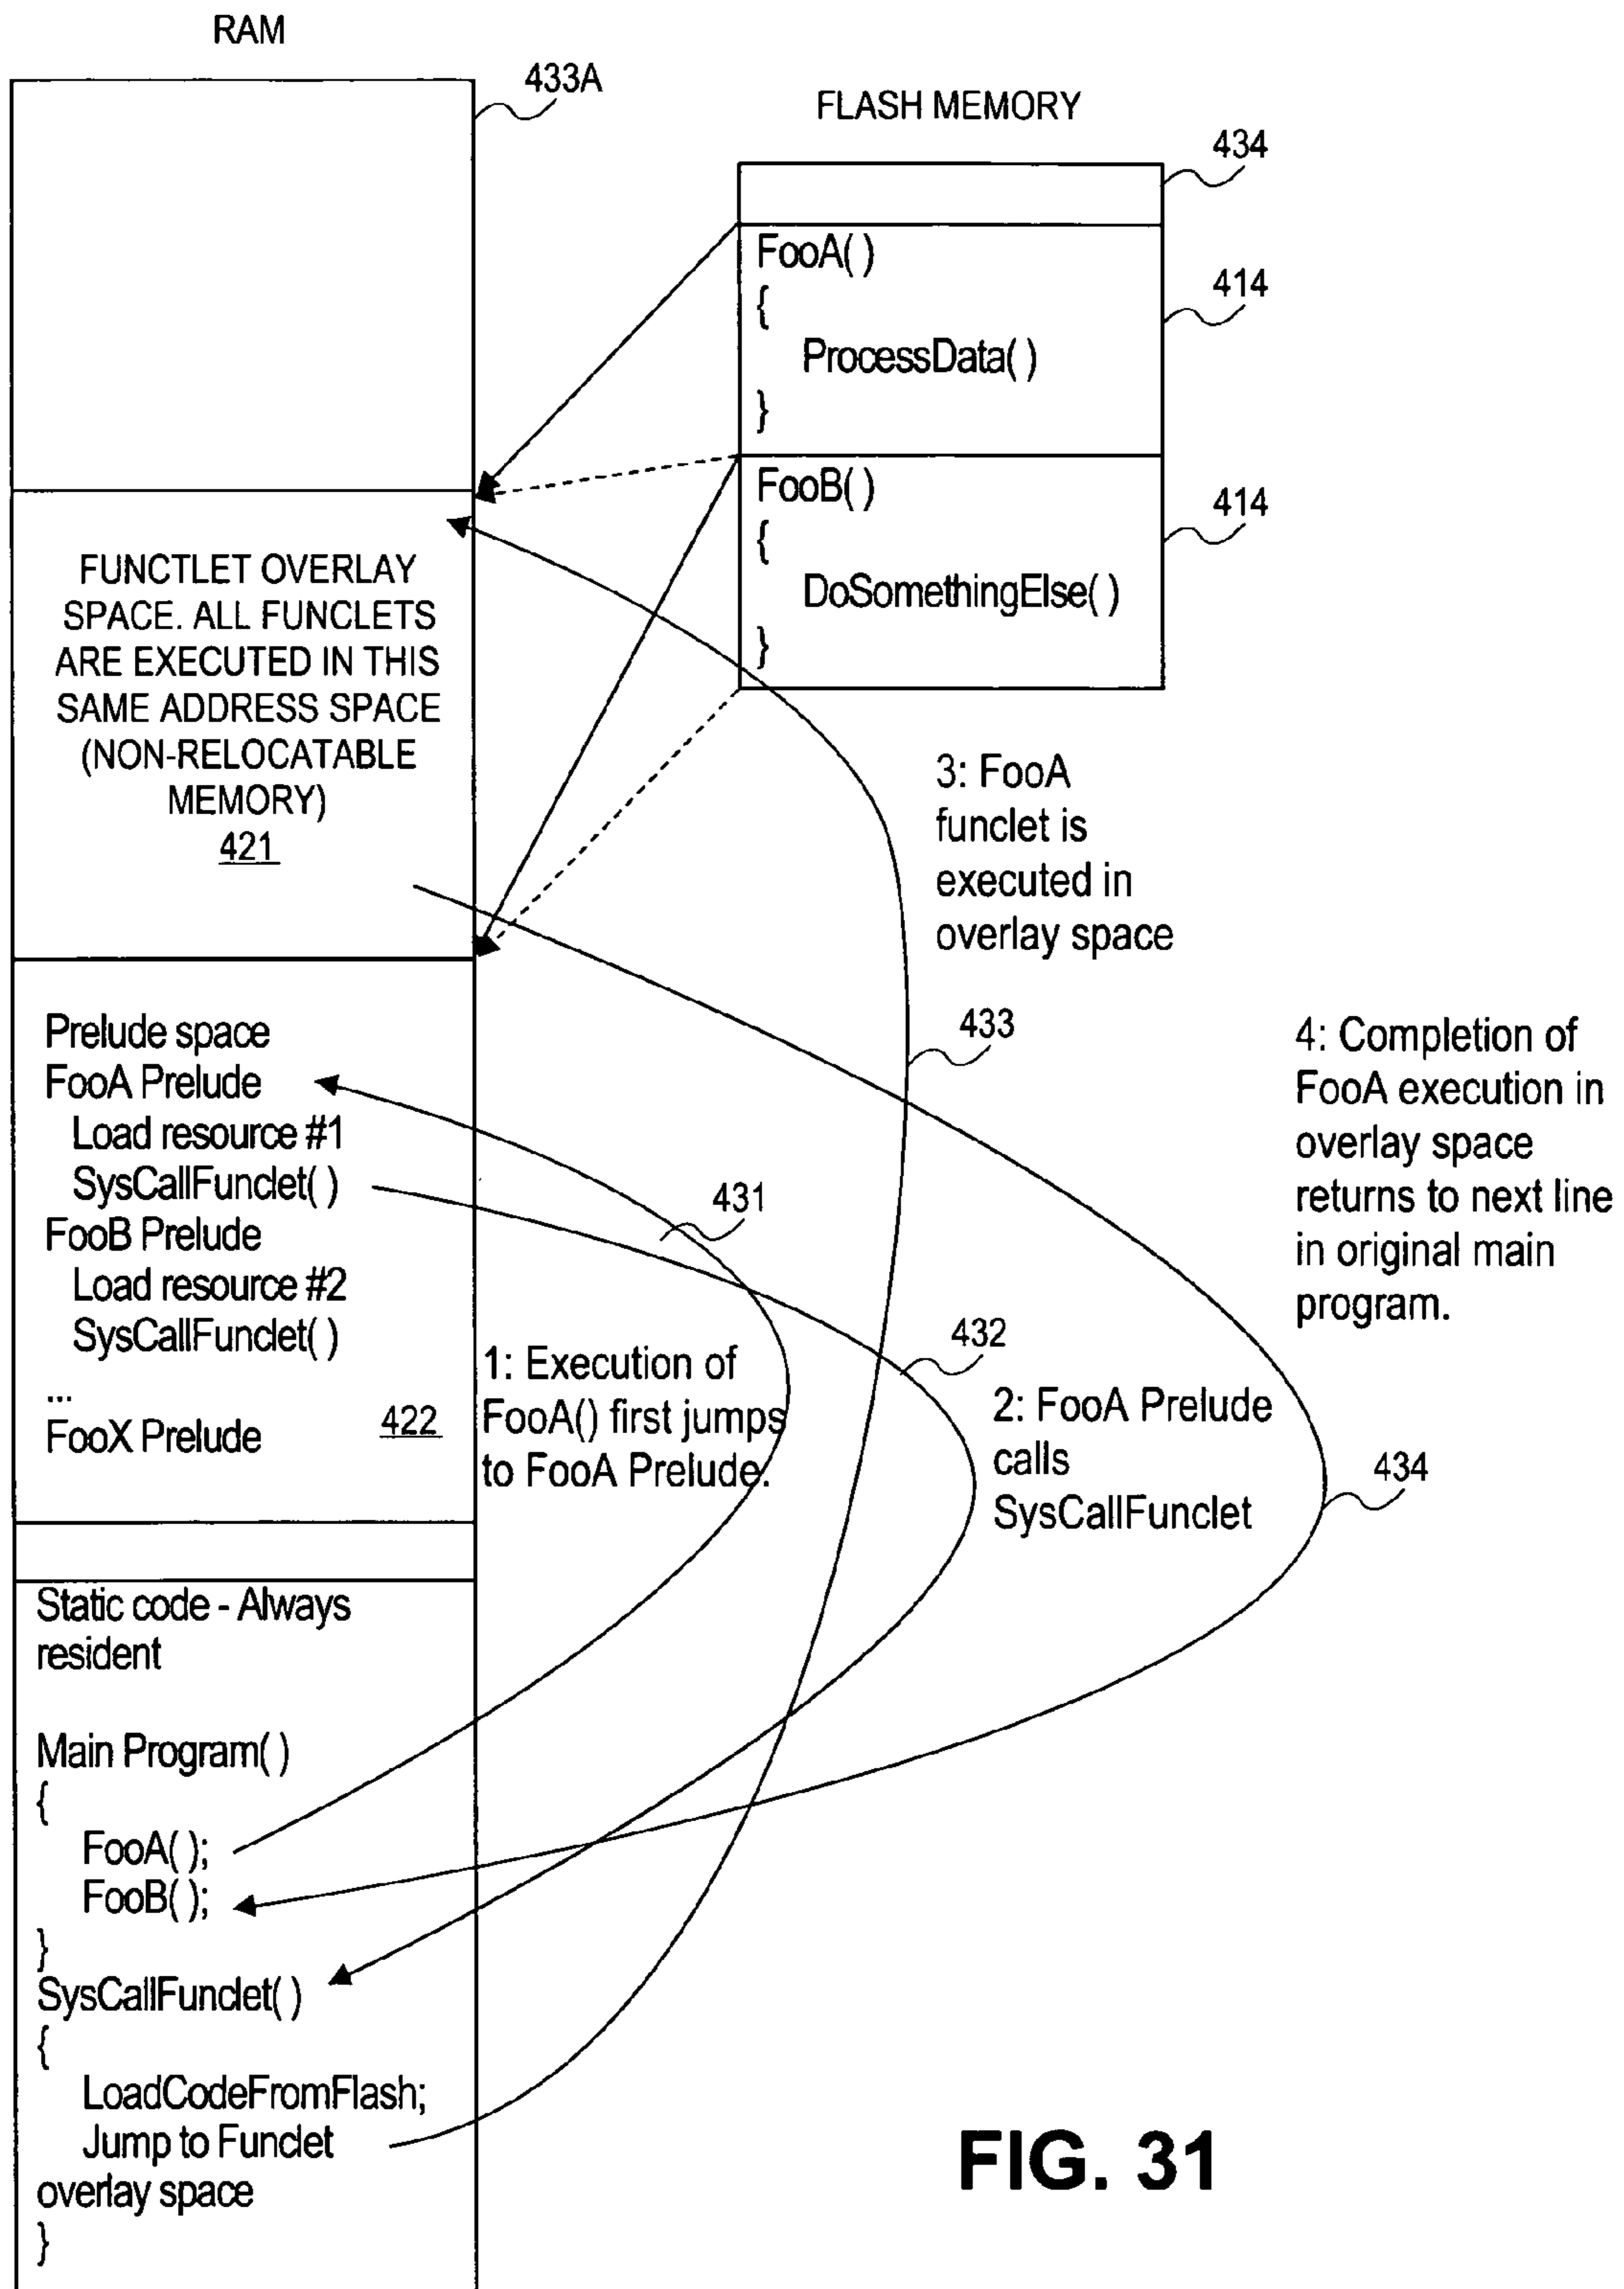 RAM
433A
FLASH MEMORY
434
FooA( )
{
ProcessData( )
}
414
FooB( )
{
DoSomethingElse( )
}
414
FUNCTLET OVERLAY
SPACE. ALL FUNCLETS
ARE EXECUTED IN THIS
SAME ADDRESS SPACE
(NON-RELOCATABLE
MEMORY)
421
3: FooA
funclet is
executed in
overlay space
433
4: Completion of
FooA execution in
overlay space
returns to next line
in original main
program.
Prelude space
FooA Prelude
Load resource #1
SysCallFunclet( )
FooB Prelude
Load resource #2
SysCallFunclet( )
...
FooX Prelude
422
431
1: Execution of
FooA() first jumps
to FooA Prelude.
432
2: FooA Prelude
calls
SysCallFunclet
434
Static code - Always
resident
Main Program( )
{
FooA( );
FooB( );
}
SysCallFunclet( )
{
LoadCodeFromFlash;
Jump to Funclet
overlay space
}
FIG. 31